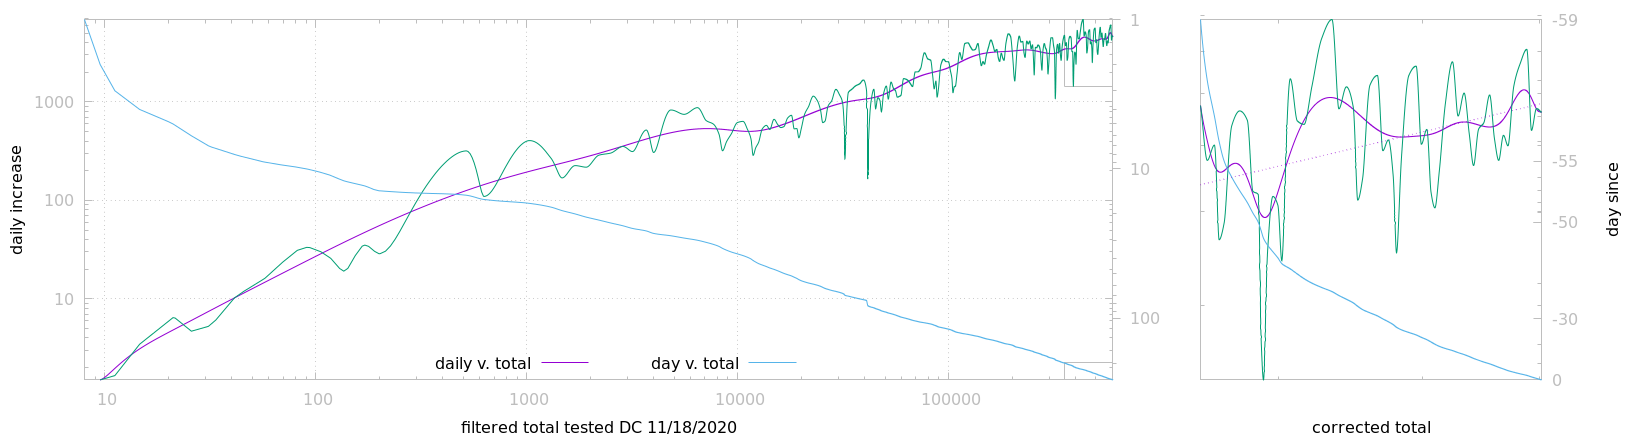 daily increase
1000
100
10
10
100
1000
10000
100000
filtered total tested DC 11/18/2020
daily v. total
day v. total
1
10
100
-59
-55
-50
-30
0
day since
corrected total